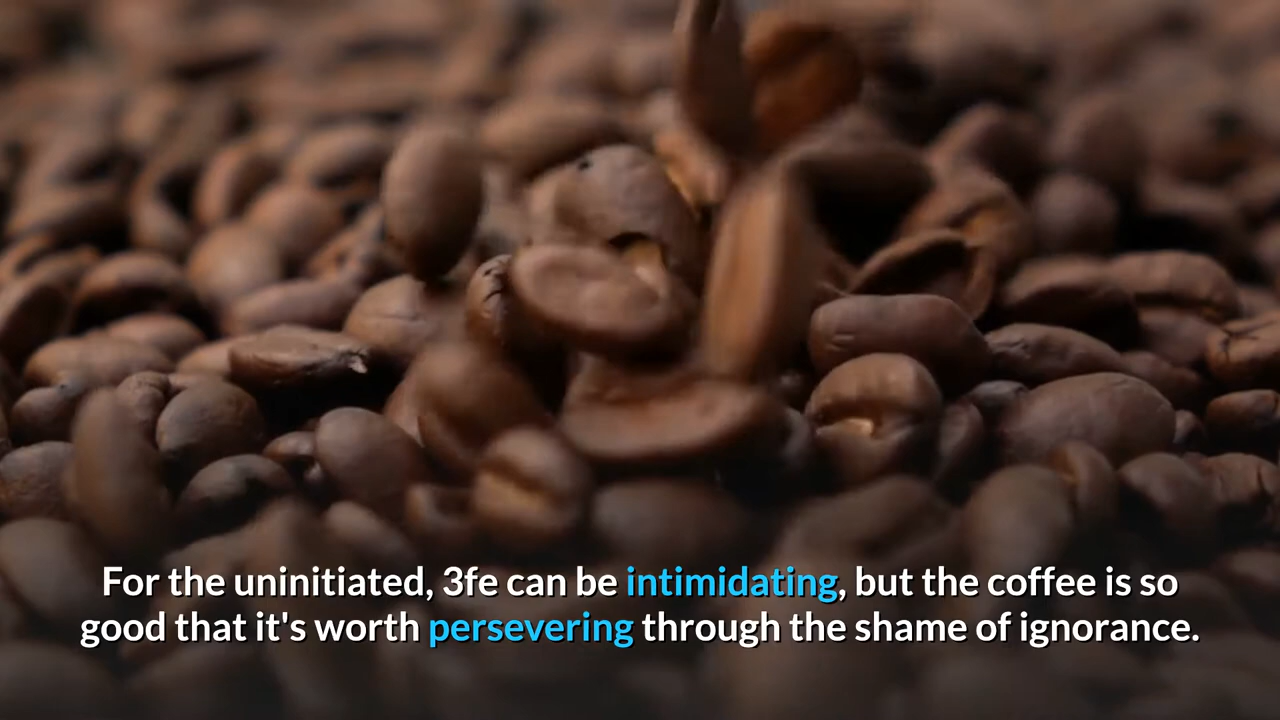 For the uninitiated, 3fe can be intimidating, but the coffee is so
good that it's worth persevering through the shame of ignorance.